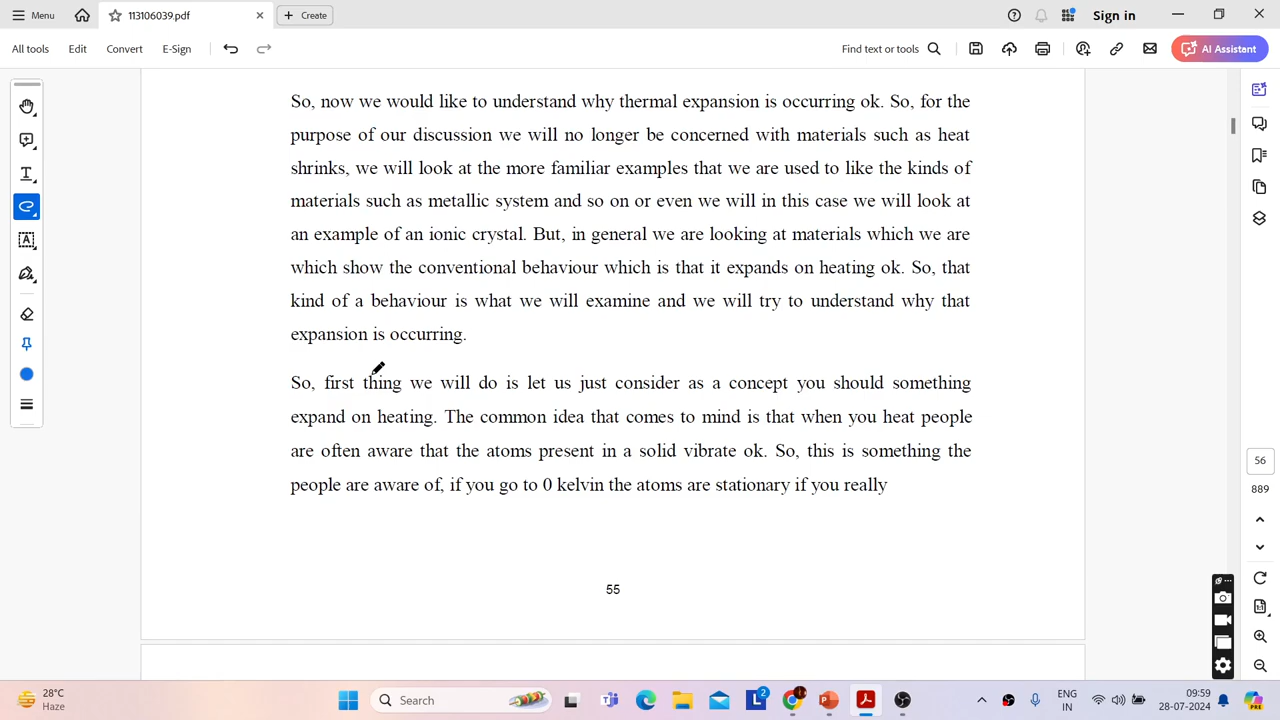 Menu
113106039.pdf
Create
Sign in
All tools
Edit
Convert
E-Sign
Find text or tools
AI Assistant
So, now we would like to understand why thermal expansion is occurring ok. So, for the
purpose of our discussion we will no longer be concerned with materials such as heat
shrinks, we will look at the more familiar examples that we are used to like the kinds of
materials such as metallic system and so on or even we will in this case we will look at
an example of an ionic crystal. But, in general we are looking at materials which we are
which show the conventional behaviour which is that it expands on heating ok. So, that
kind of a behaviour is what we will examine and we will try to understand why that
expansion is occurring.
So, first thing we will do is let us just consider as a concept you should something
expand on heating. The common idea that comes to mind is that when you heat people
are often aware that the atoms present in a solid vibrate ok. So, this is something the
people are aware of, if you go to 0 kelvin the atoms are stationary if you really
55
56
889
28°C
Haze
Search
2
ENG
IN
09:59
28-07-2024